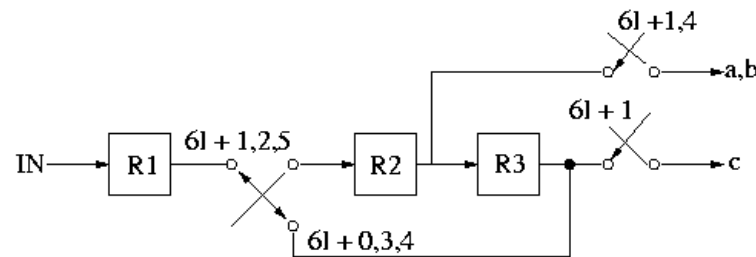 6l +1,4
a,b
6l + 1,2,5
6l + 1
IN
R1
R2
R3
c
6l + 0,3,4